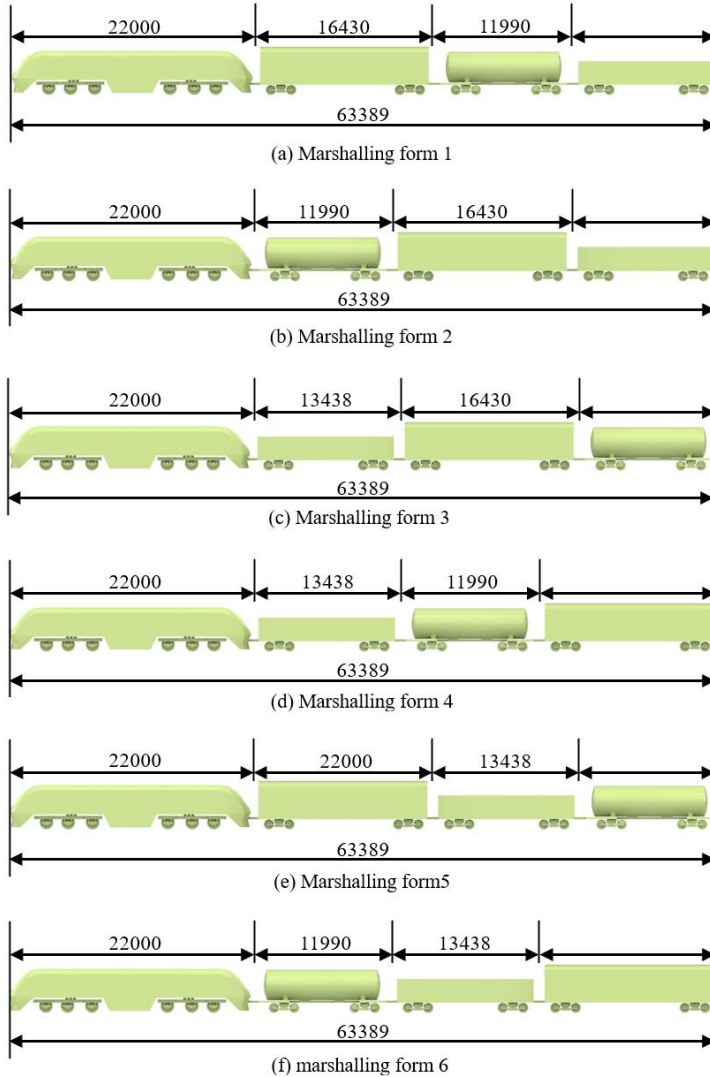 22000 16430 11990
63389
(a) Marshalling form 1
22000 11990 16430
63389
(b) Marshalling form 2
22000 13438 16430
63389
(c) Marshalling form 3
22000 13438 11990
63389
(d) Marshalling form 4
22000 22000 13438
63389
(e) Marshalling form5
22000 11990 13438
63389
(f) marshalling form 6